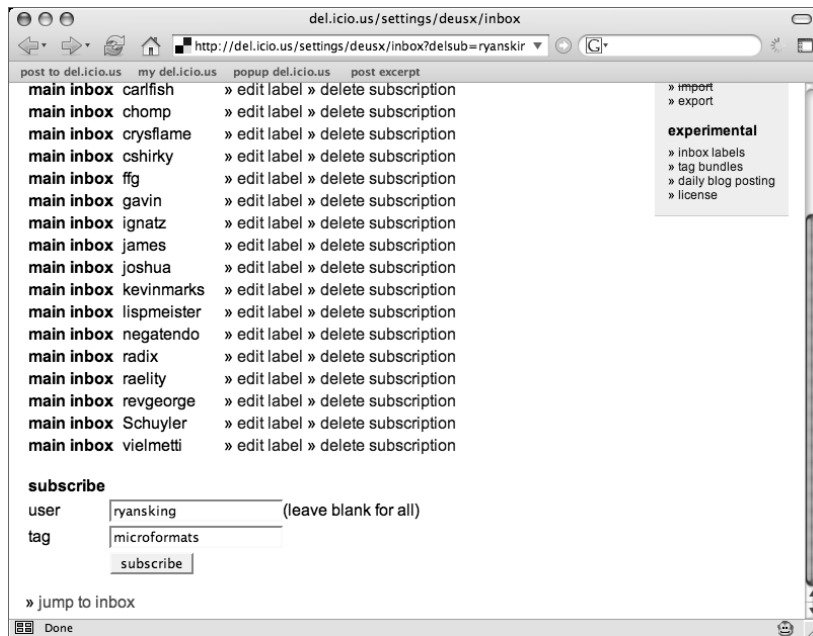 del.icio.us/settings/deusx/inbox
http://del.icio.us/settings/deusx/inbox?delsub=ryanskir
G
post to del.icio.us my del.icio.us popup del.icio.us post excerpt
main inbox carlfish » edit label » delete subscription
main inbox chomp » edit label » delete subscription
main inbox crysflame » edit label » delete subscription
main inbox cshirky » edit label » delete subscription
main inbox ffg » edit label » delete subscription
main inbox gavin » edit label » delete subscription
main inbox ignatz » edit label » delete subscription
main inbox james » edit label » delete subscription
main inbox joshua » edit label » delete subscription
main inbox kevinmarks » edit label » delete subscription
main inbox lispmeister » edit label » delete subscription
main inbox negatendo » edit label » delete subscription
main inbox radix » edit label » delete subscription
main inbox raelity » edit label » delete subscription
main inbox revgeorge » edit label » delete subscription
main inbox Schuyler » edit label » delete subscription
main inbox vielmetti » edit label » delete subscription
subscribe
user ryansking (leave blank for all)
tag microformats
subscribe
» jump to inbox
» import
» export
experimental
» inbox labels
» tag bundles
» daily blog posting
» license
Done